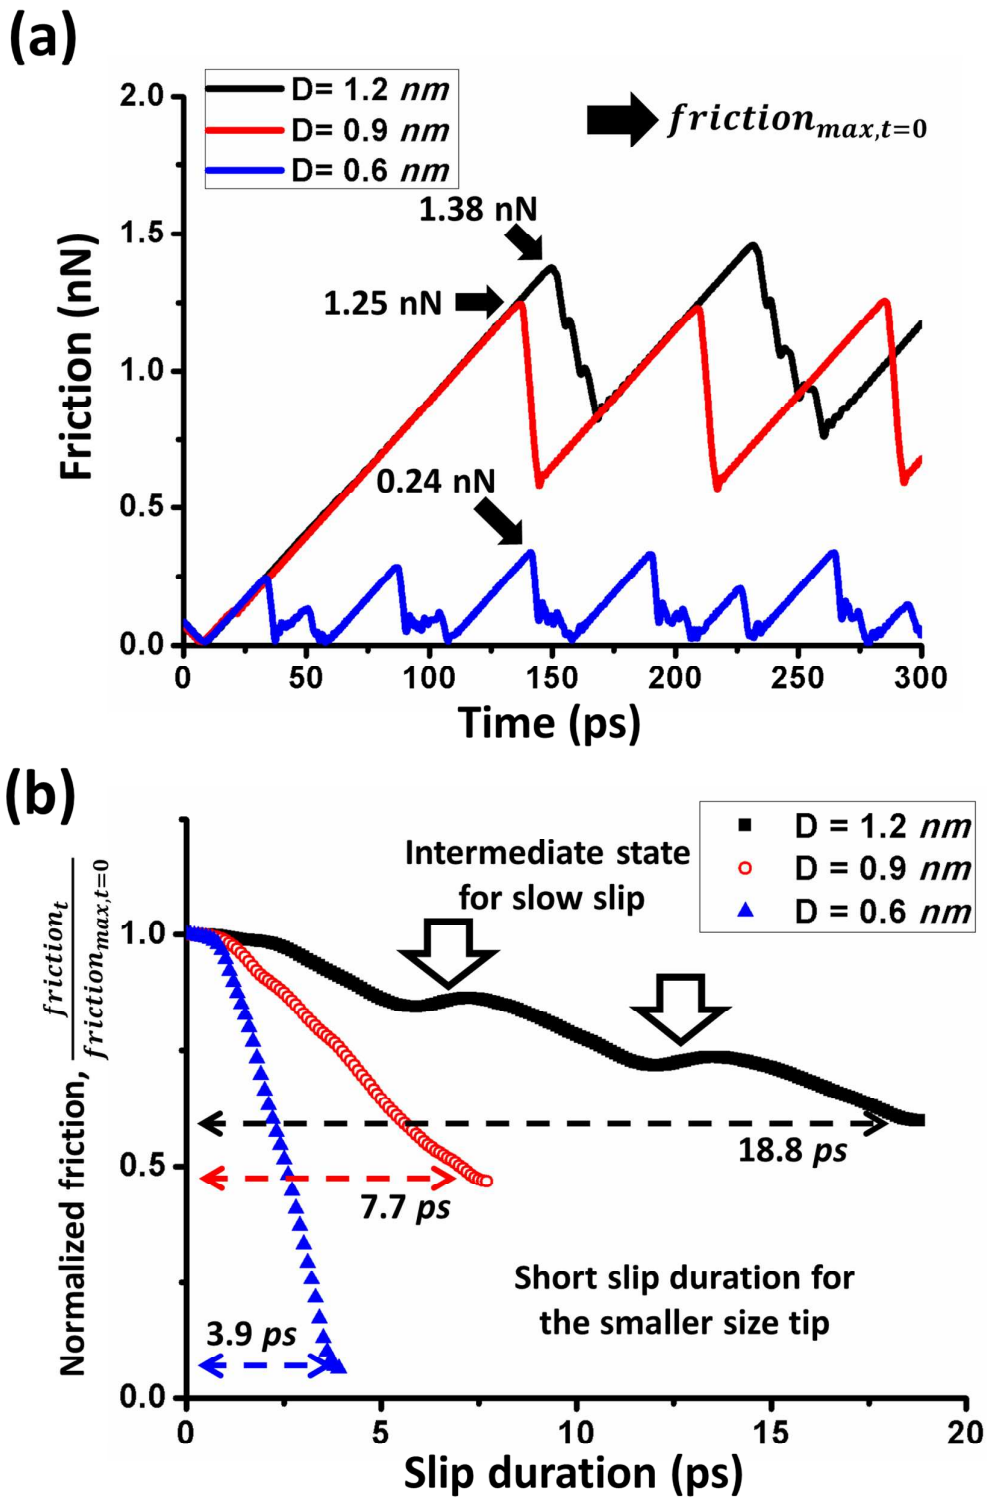 (a)
D= 1.2 nm
D= 0.9 nm
D= 0.6 nm
friction_max,t=0
2.0
1.5
1.0
0.5
0.0
Friction (nN)
1.38 nN
1.25 nN
0.24 nN
0 50 100 150 200 250 300
Time (ps)
(b)
D = 1.2 nm
D = 0.9 nm
D = 0.6 nm
Intermediate state
for slow slip
1.0
0.5
0.0
Normalized friction, friction_t / friction_max,t=0
18.8 ps
7.7 ps
3.9 ps
Short slip duration for
the smaller size tip
0 5 10 15 20
Slip duration (ps)